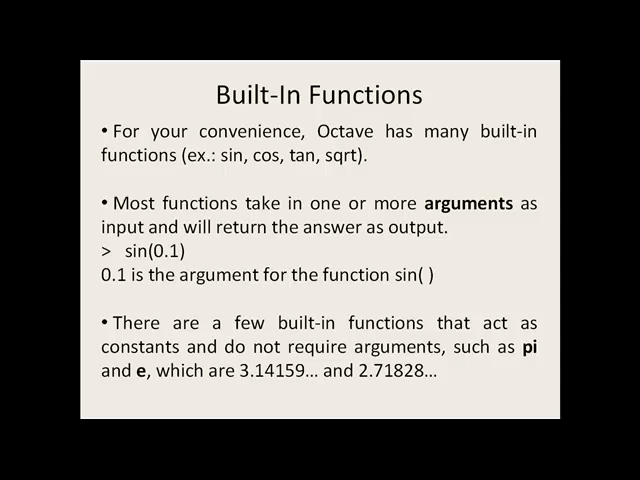 Built-In Functions
• For your convenience, Octave has many built-in
functions (ex.: sin, cos, tan, sqrt).
• Most functions take in one or more arguments as
input and will return the answer as output.
> sin(0.1)
0.1 is the argument for the function sin( )
• There are a few built-in functions that act as
constants and do not require arguments, such as pi
and e, which are 3.14159… and 2.71828…